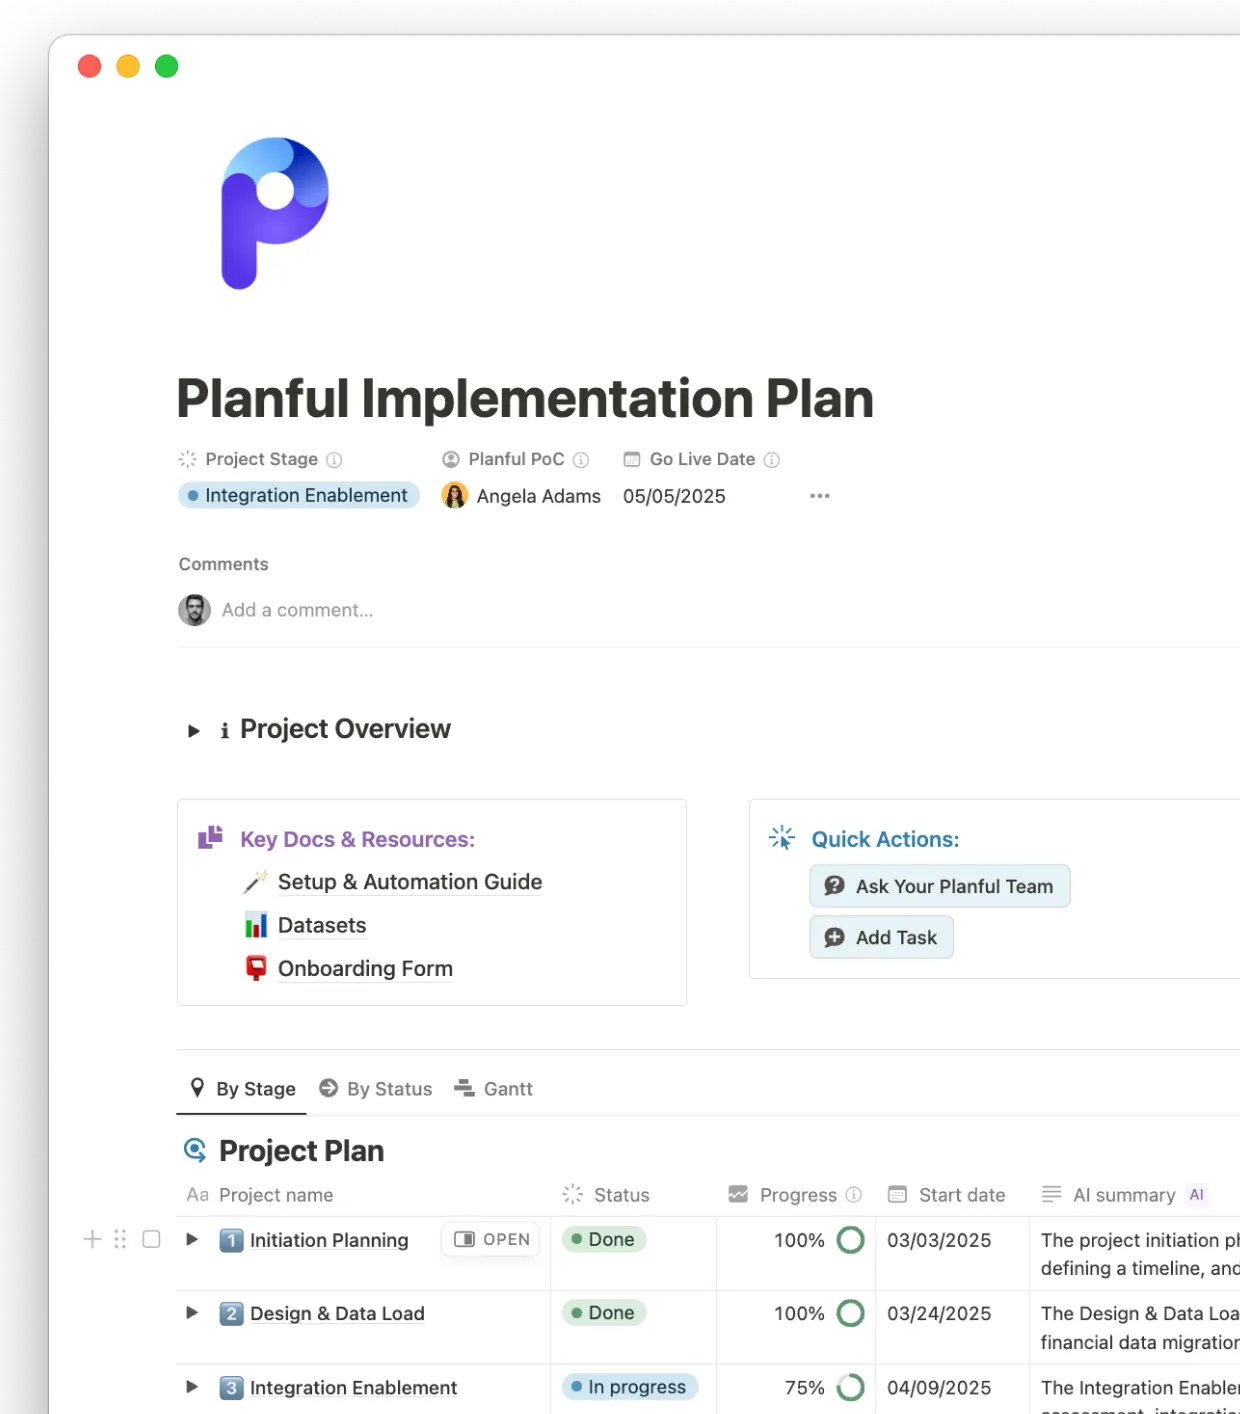 Planful Implementation Plan
Project Stage Planful PoC Go Live Date
Integration Enablement Angela Adams 05/05/2025
Comments
Add a comment...
Project Overview
Key Docs & Resources:
Setup & Automation Guide
Datasets
Onboarding Form
Quick Actions:
Ask Your Planful Team
Add Task
By Stage By Status Gantt
Project Plan
Aa Project name Status Progress Start date AI summary AI
1 Initiation Planning OPEN Done 100% 03/03/2025 The project initiation
defining a timeline, and
2 Design & Data Load Done 100% 03/24/2025 The Design & Data
financial data
3 Integration Enablement In progress 75% 04/09/2025 The Integration